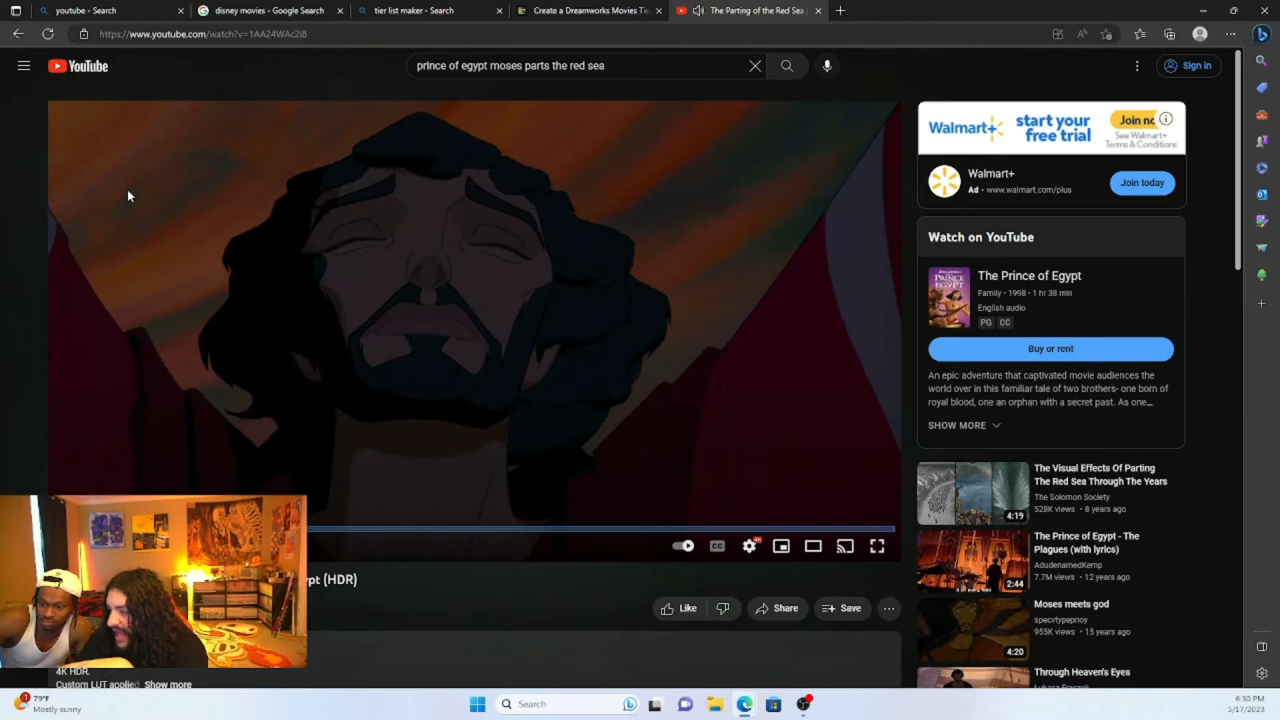 youtube - Search
disney movies - Google Search
tier list maker - Search
Create a Dreamworks Movies Tie
The Parting of the Red Sea |
https://www.youtube.com/watch?v=1AA24WAc2i8
YouTube
prince of egypt moses parts the red sea
Sign in
Walmart+
start your
free trial
Join no
See Walmart+
Terms & Conditions
Walmart+
Ad • www.walmart.com/plus
Join today
Watch on YouTube
The Prince of Egypt
Family • 1998 • 1 hr 38 min
English audio
PG CC
Buy or rent
An epic adventure that captivated movie audiences the
world over in this familiar tale of two brothers- one born of
royal blood, one an orphan with a secret past. As one...
SHOW MORE
The Visual Effects Of Parting
The Red Sea Through The Years
The Solomon Society
528K views • 8 years ago
4:19
The Prince of Egypt - The
Plagues (with lyrics)
AdudenamedKemp
7.7M views • 12 years ago
2:44
Moses meets god
specvtypepnoy
955K views • 15 years ago
4:20
Through Heaven's Eyes
CC
ypt (HDR)
Like
Share
Save
4K HDR.
Custom LUT applied Show more
79°F
Mostly sunny
Search
6:30 PM
5/17/2023